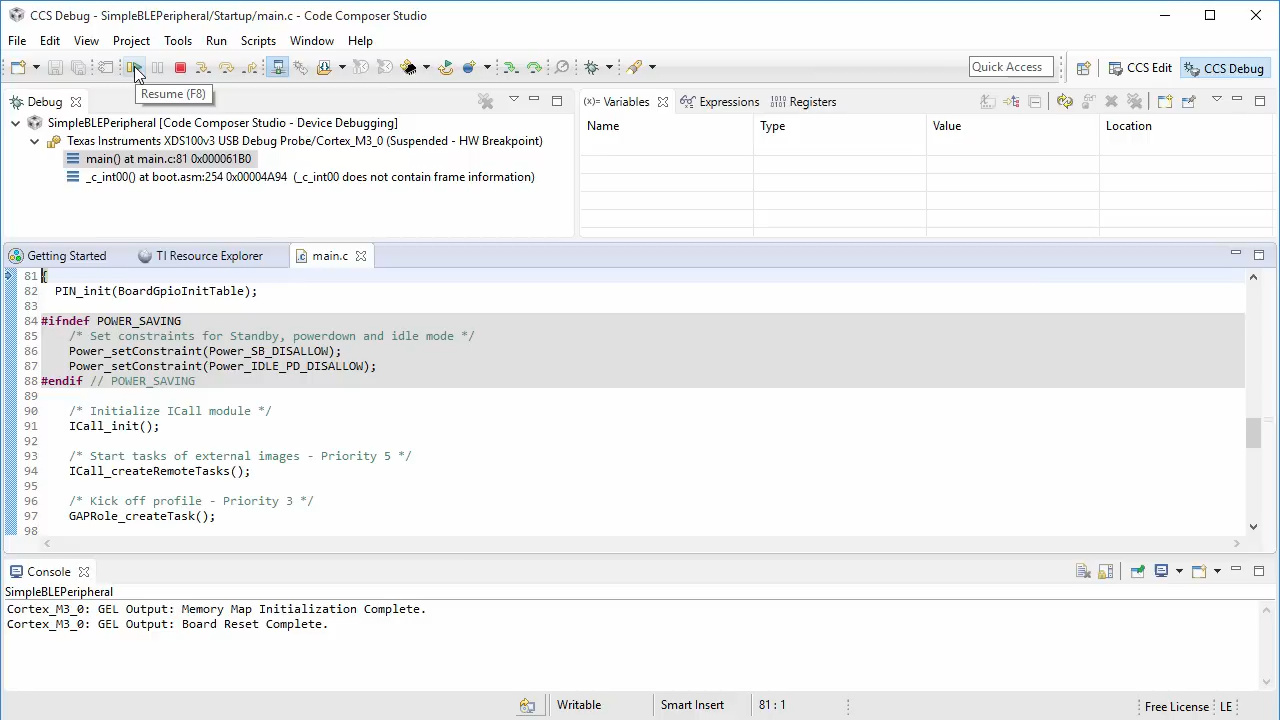 CCS Debug - SimpleBLEPeripheral/Startup/main.c - Code Composer Studio
File Edit View Project Tools Run Scripts Window Help
Quick Access CCS Edit CCS Debug
Resume (F8)
Debug
SimpleBLEPeripheral [Code Composer Studio - Device Debugging]
Texas Instruments XDS100v3 USB Debug Probe/Cortex_M3_0 (Suspended - HW Breakpoint)
main() at main.c:81 0x000061B0
_c_int00() at boot.asm:254 0x00004A94 (_c_int00 does not contain frame information)
(x)= Variables Expressions 1010 0101 Registers
Name Type Value Location
Getting Started TI Resource Explorer main.c
81 {
82 PIN_init(BoardGpioInitTable);
83
84 #ifndef POWER_SAVING
85 /* Set constraints for Standby, powerdown and idle mode */
86 Power_setConstraint(Power_SB_DISALLOW);
87 Power_setConstraint(Power_IDLE_PD_DISALLOW);
88 #endif // POWER_SAVING
89
90 /* Initialize ICall module */
91 ICall_init();
92
93 /* Start tasks of external images - Priority 5 */
94 ICall_createRemoteTasks();
95
96 /* Kick off profile - Priority 3 */
97 GAPRole_createTask();
98
Console
SimpleBLEPeripheral
Cortex_M3_0: GEL Output: Memory Map Initialization Complete.
Cortex_M3_0: GEL Output: Board Reset Complete.
Writable Smart Insert 81 : 1 Free License LE